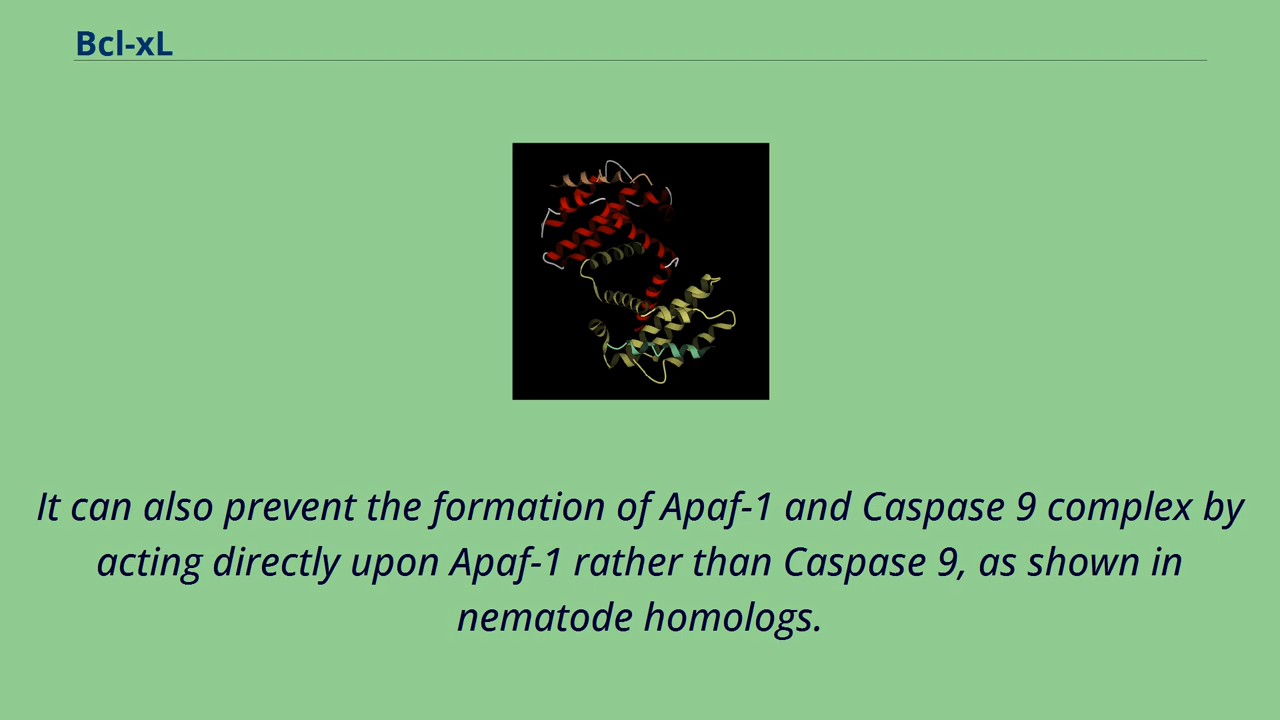 Bcl-xL
It can also prevent the formation of Apaf-1 and Caspase 9 complex by
acting directly upon Apaf-1 rather than Caspase 9, as shown in
nematode homologs.